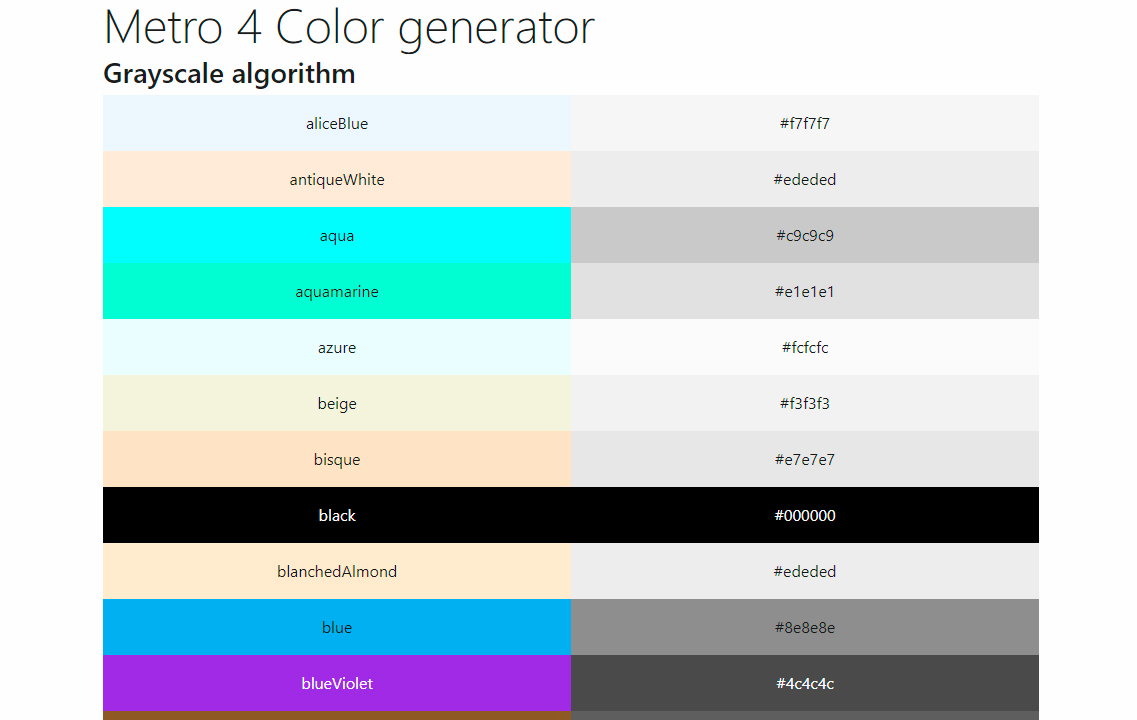 Metro 4 Color generator
Grayscale algorithm
aliceBlue #f7f7f7
antiqueWhite #ededed
aqua #c9c9c9
aquamarine #e1e1e1
azure #fcfcfc
beige #f3f3f3
bisque #e7e7e7
black #000000
blanchedAlmond #ededed
blue #8e8e8e
blueViolet #4c4c4c